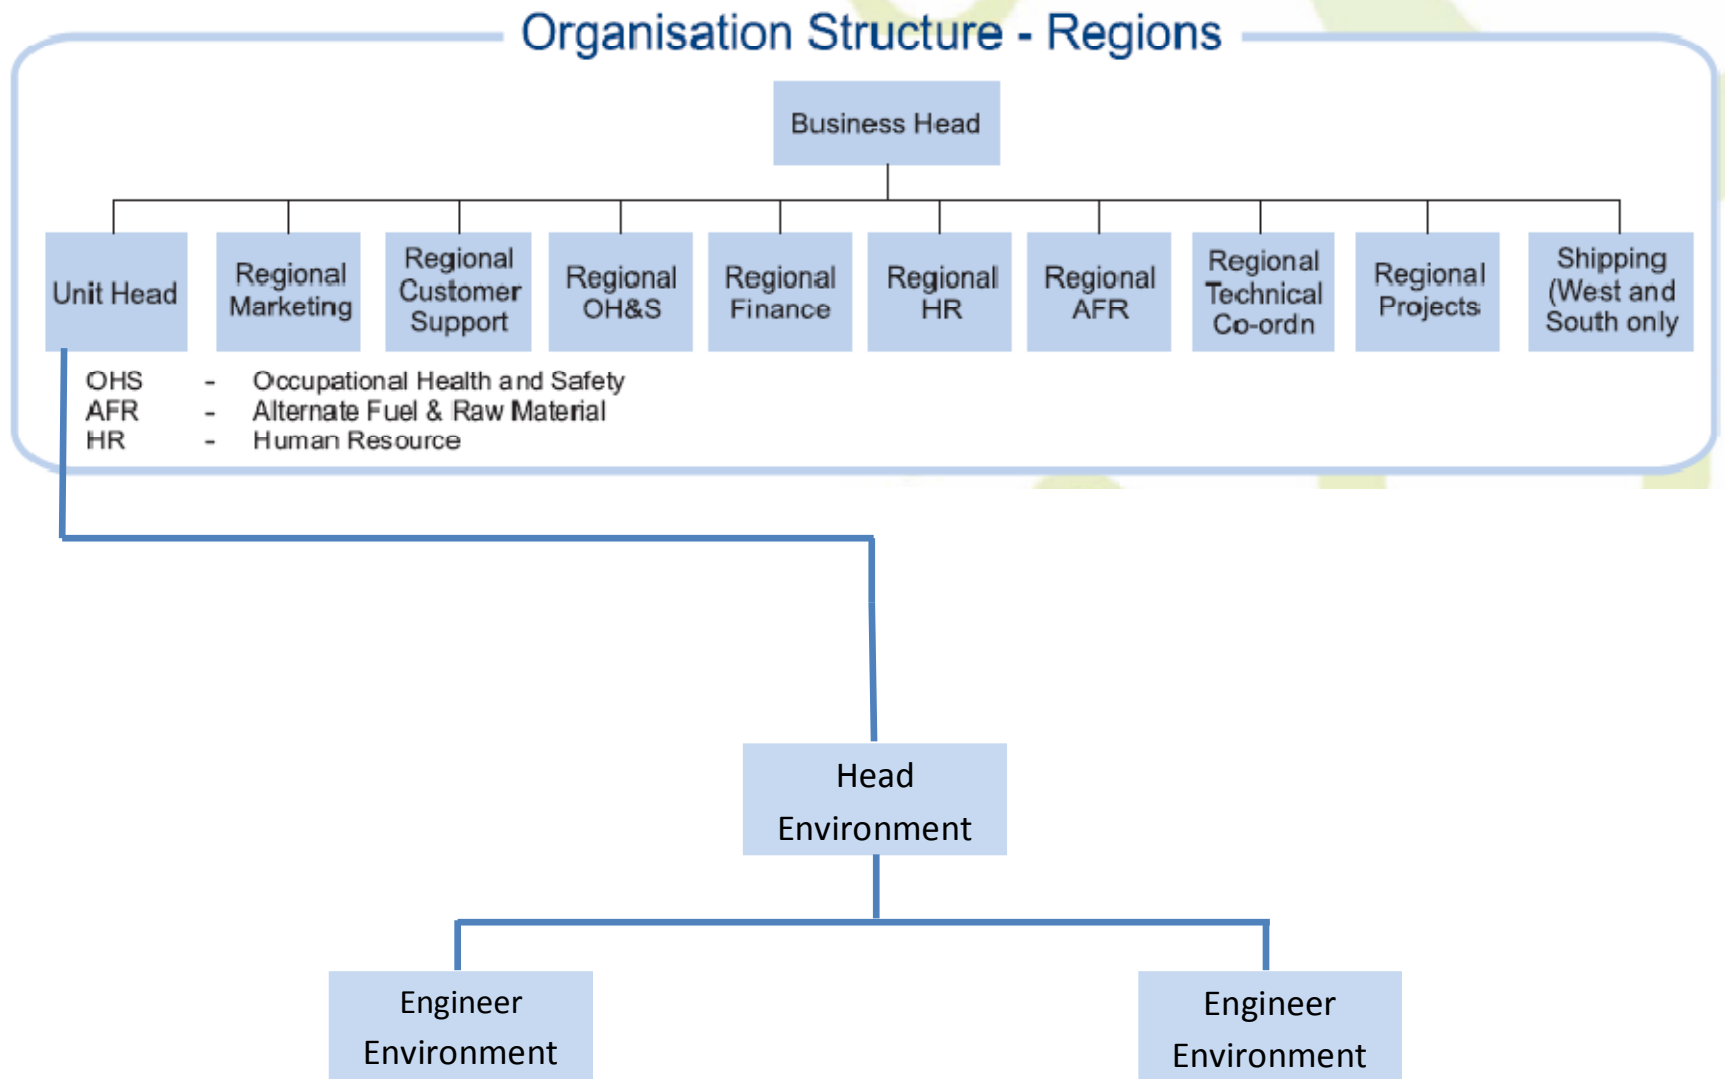 Organisation Structure - Regions
Business Head
Unit Head
Regional
Marketing
Regional
Customer
Support
Regional
OH&S
Regional
Finance
Regional
HR
Regional
AFR
Regional
Technical
Co-ordn
Regional
Projects
Shipping
(West and
South only
OHS - Occupational Health and Safety
AFR - Alternate Fuel & Raw Material
HR - Human Resource
Head
Environment
Engineer
Environment
Engineer
Environment